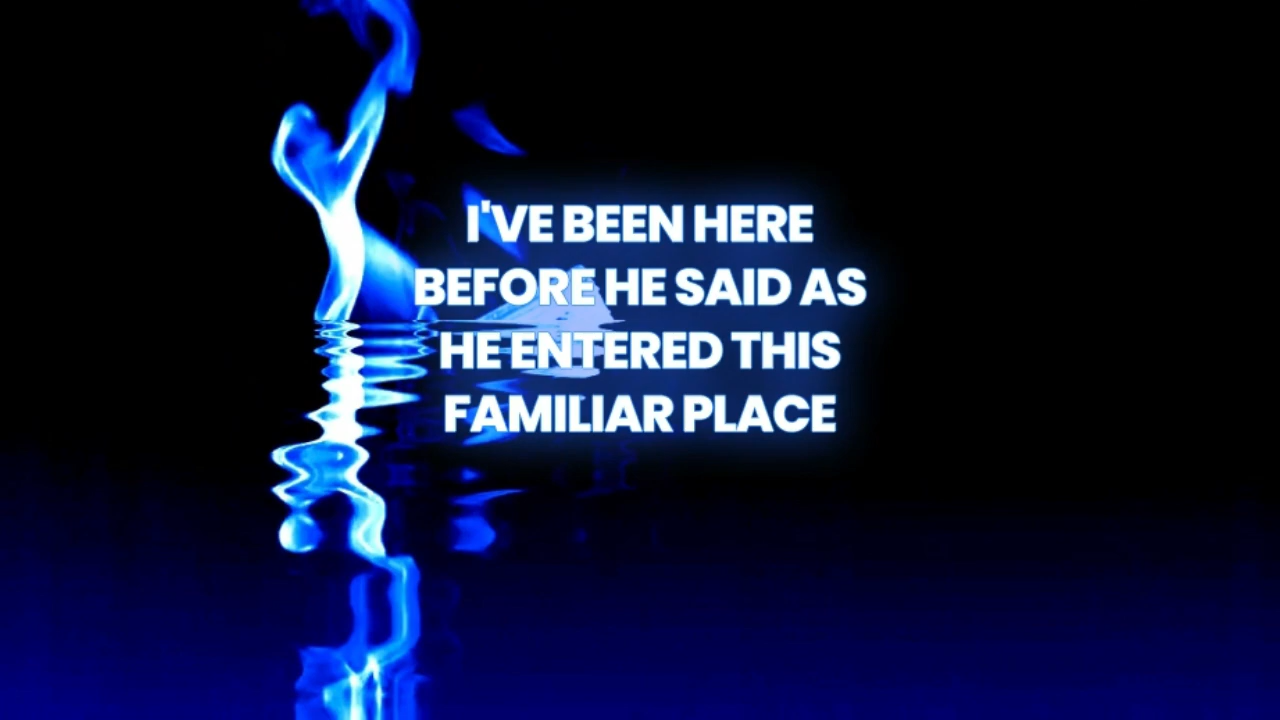 I'VE BEEN HERE
BEFORE HE SAID AS
HE ENTERED THIS
FAMILIAR PLACE